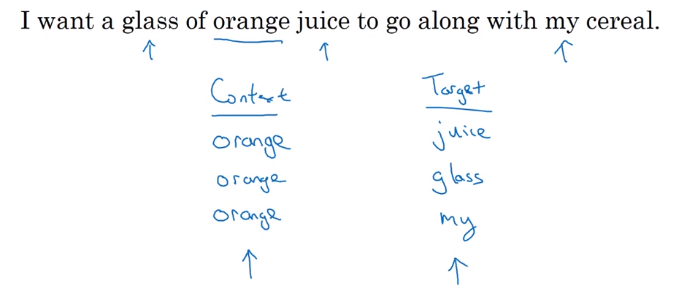 I want a glass of orange juice to go along with my cereal.
Context Target
orange juice
orange glass
orange my